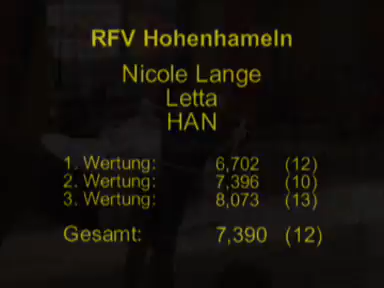 RFV Hohenhameln
Nicole Lange
Letta
HAN
1. Wertung: 6,702 (12)
2. Wertung: 7,396 (10)
3. Wertung: 8,073 (13)
Gesamt: 7,390 (12)